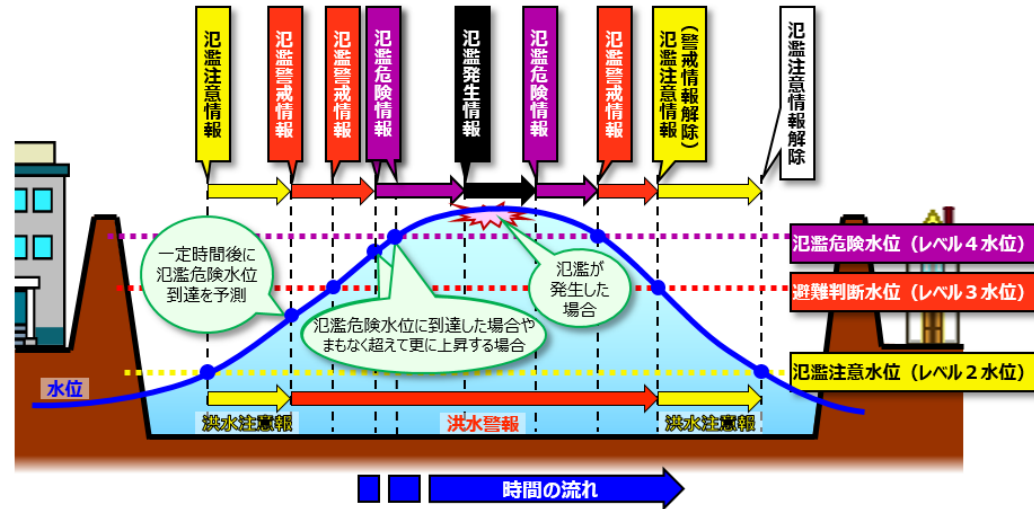 氾濫注意情報
氾濫警戒情報
氾濫警戒情報
氾濫危険情報
氾濫発生情報
氾濫危険情報
氾濫警戒情報
(警戒情報解除)
氾濫注意情報
氾濫注意情報解除
一定時間後に
氾濫危険水位
到達を予測
氾濫危険水位に到達した場合や
まもなく超えて更に上昇する場合
氾濫が
発生した
場合
氾濫危険水位（レベル４水位）
避難判断水位（レベル３水位）
氾濫注意水位（レベル２水位）
水位
洪水注意報
洪水警報
洪水注意報
時間の流れ